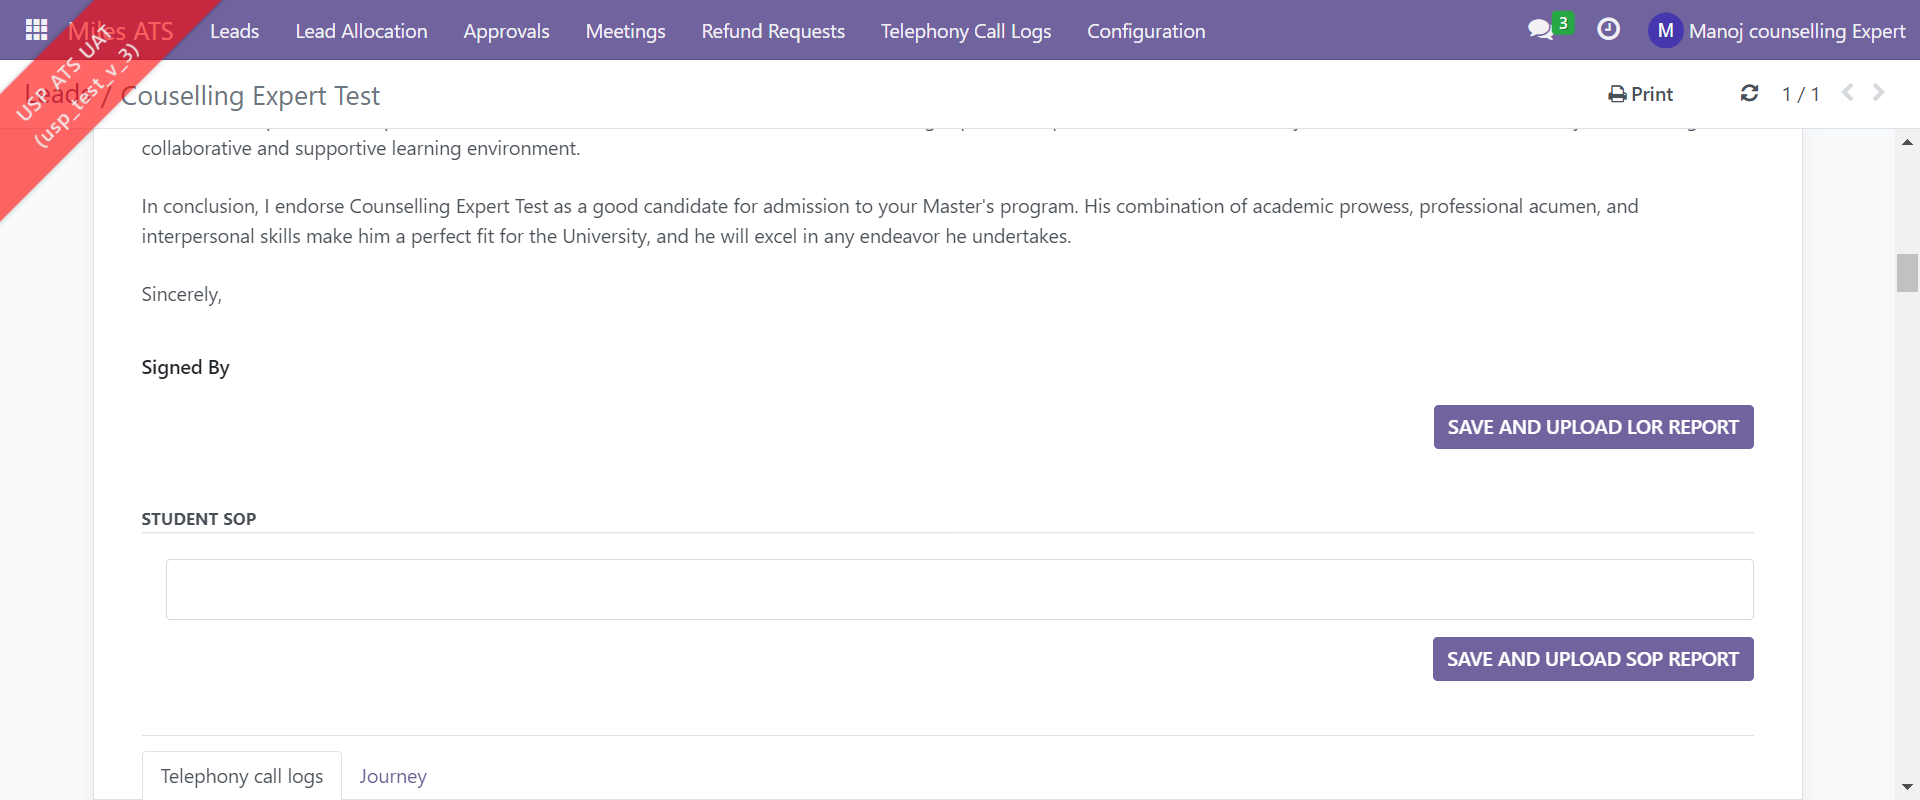 Miles ATS
Leads
Lead Allocation
Approvals
Meetings
Refund Requests
Telephony Call Logs
Configuration
3
M
Manoj counselling Expert
USP ATS UAT
(usp_test_v_3)
Leads / Couselling Expert Test
Print
1 / 1
collaborative and supportive learning environment.
In conclusion, I endorse Counselling Expert Test as a good candidate for admission to your Master's program. His combination of academic prowess, professional acumen, and
interpersonal skills make him a perfect fit for the University, and he will excel in any endeavor he undertakes.
Sincerely,
Signed By
SAVE AND UPLOAD LOR REPORT
STUDENT SOP
SAVE AND UPLOAD SOP REPORT
Telephony call logs
Journey